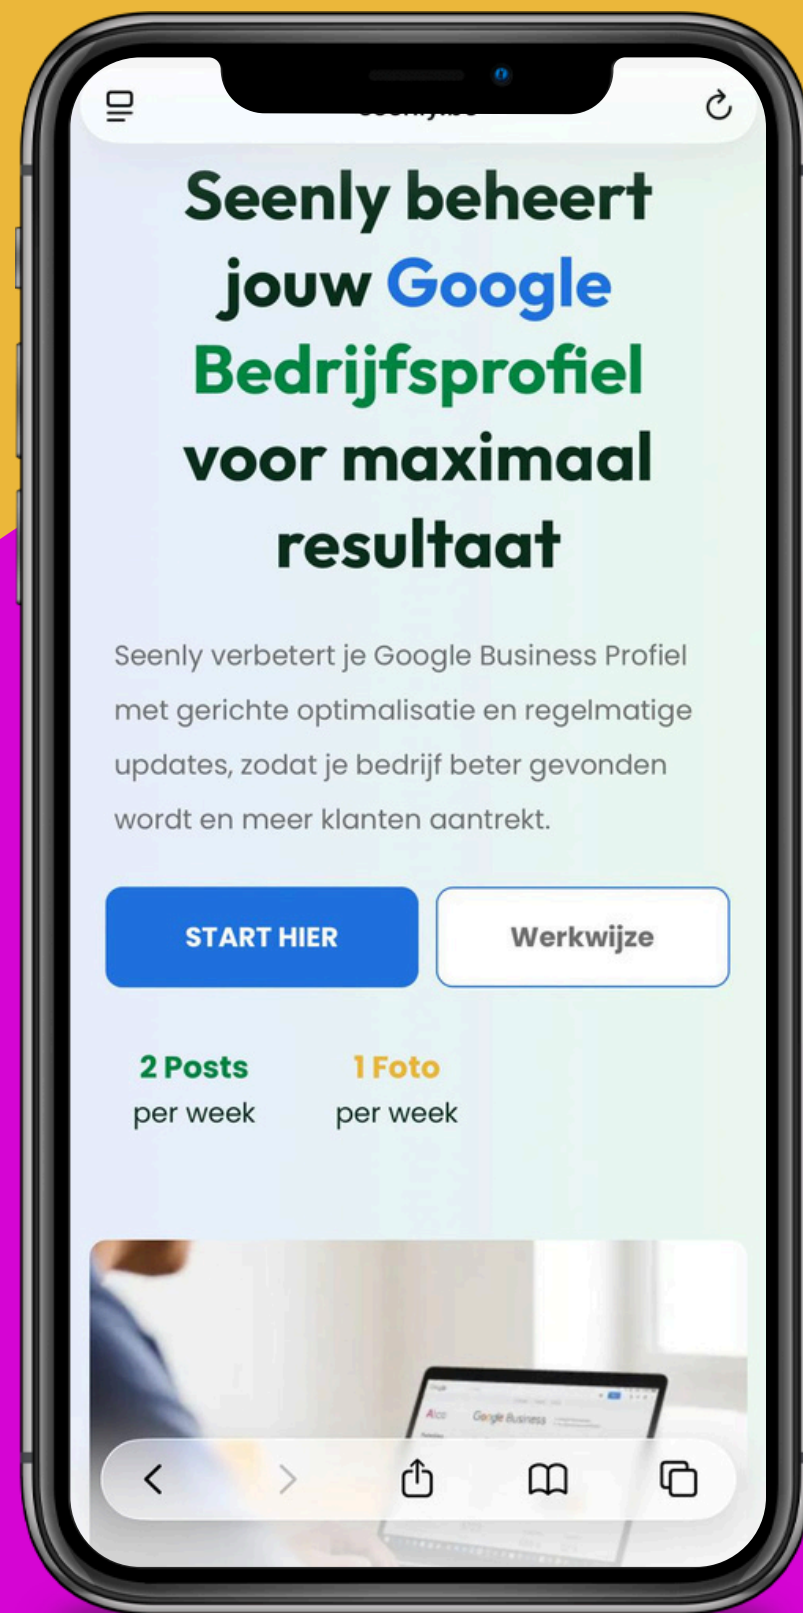 Seenly beheert
jouw Google
Bedrijfsprofiel
voor maximaal
resultaat
Seenly verbetert je Google Business Profiel
met gerichte optimalisatie en regelmatige
updates, zodat je bedrijf beter gevonden
wordt en meer klanten aantrekt.
START HIER
Werkwijze
2 Posts
per week
1 Foto
per week
Google Business